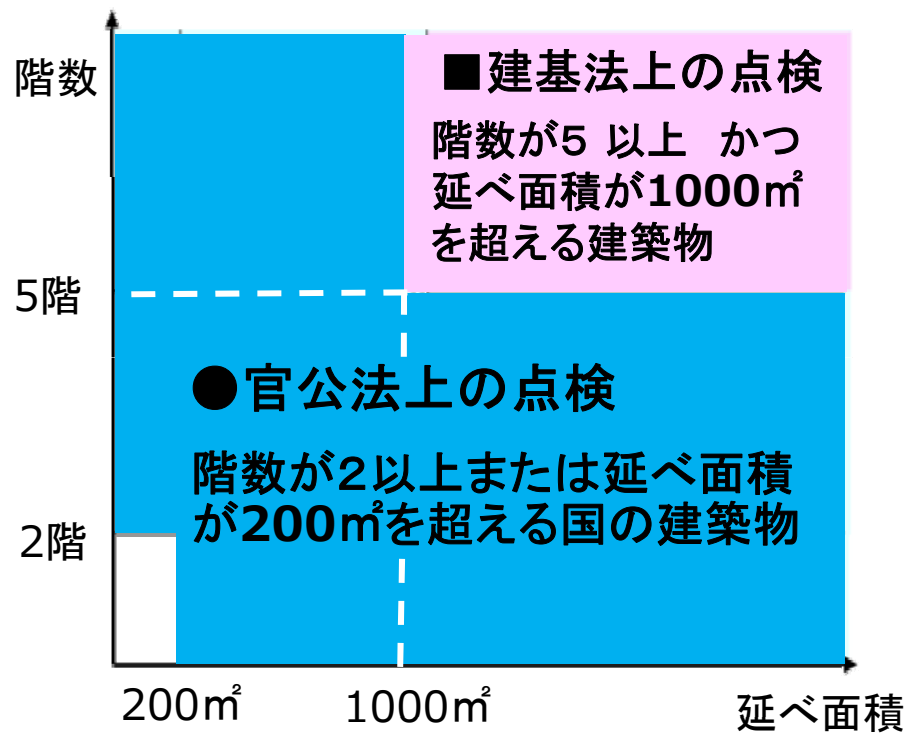 階数
■建基法上の点検
階数が5 以上 かつ
延べ面積が1000㎡
を超える建築物
5階
●官公法上の点検
階数が2以上または延べ面積
が200㎡を超える国の建築物
2階
200㎡
1000㎡
延べ面積